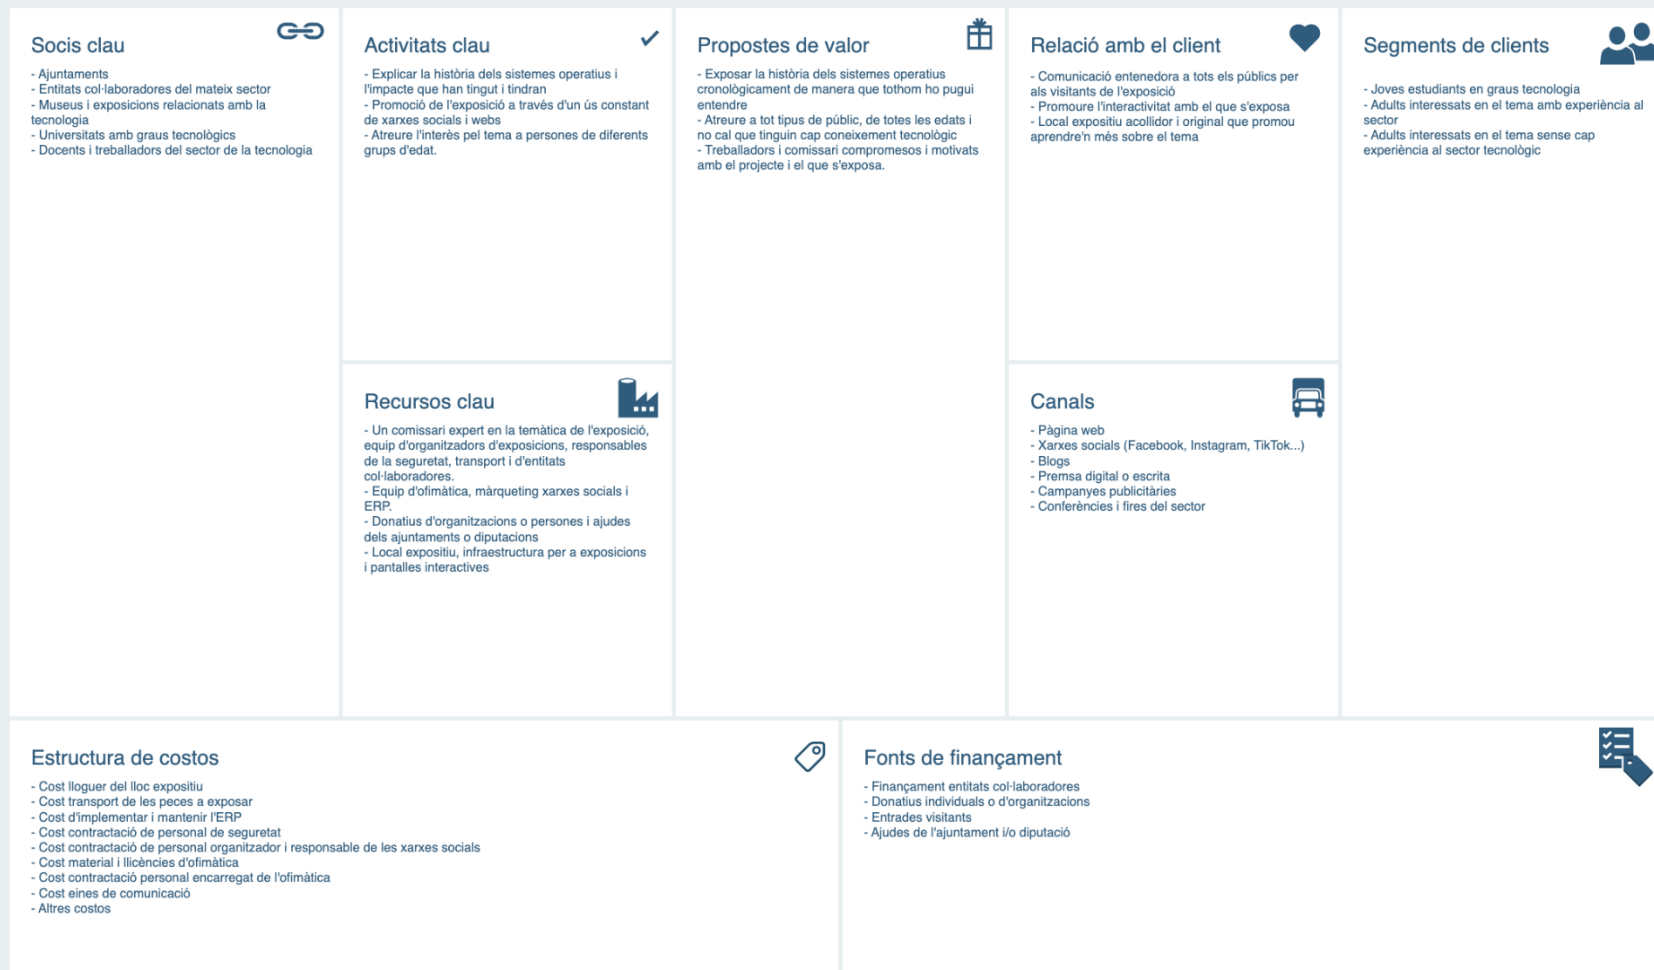 Socis clau
- Ajuntaments
- Entitats col·laboradores del mateix sector
- Museus i exposicions relacionats amb la
tecnologia
- Universitats amb graus tecnològics
- Docents i treballadors del sector de la tecnologia
Activitats clau
- Explicar la història dels sistemes operatius i
l'impacte que han tingut i tindran
- Promoció de l'exposició a través d'un ús constant
de xarxes socials i webs
- Atreure l'interès pel tema a persones de diferents
grups d'edat.
Recursos clau
- Un comissari expert en la temàtica de l'exposició,
equip d'organitzadors d'exposicions, responsables
de la seguretat, transport i d'entitats
col·laboradores.
- Equip d'ofimàtica, màrqueting xarxes socials i
ERP.
- Donatius d'organitzacions o persones i ajudes
dels ajuntaments o diputacions
- Local expositiu, infraestructura per a exposicions
i pantalles interactives
Propostes de valor
- Exposar la història dels sistemes operatius
cronològicament de manera que tothom ho pugui
entendre
- Atreure a tot tipus de públic, de totes les edats i
no cal que tinguin cap coneixement tecnològic
- Treballadors i comissari compromesos i motivats
amb el projecte i el que s'exposa.
Relació amb el client
- Comunicació entenedora a tots els públics per
als visitants de l'exposició
- Promoure l'interactivitat amb el que s'exposa
- Local expositiu acollidor i original que promou
aprendre'n més sobre el tema
Canals
- Pàgina web
- Xarxes socials (Facebook, Instagram, TikTok...)
- Blogs
- Premsa digital o escrita
- Campanyes publicitàries
- Conferències i fires del sector
Segments de clients
- Joves estudiants en graus tecnologia
- Adults interessats en el tema amb experiència al
sector
- Adults interessats en el tema sense cap
experiència al sector tecnològic
Estructura de costos
- Cost lloguer del lloc expositiu
- Cost transport de les peces a exposar
- Cost d'implementar i mantenir l'ERP
- Cost contractació de personal de seguretat
- Cost contractació de personal organitzador i responsable de les xarxes socials
- Cost material i llicències d'ofimàtica
- Cost contractació personal encarregat de l'ofimàtica
- Cost eines de comunicació
- Altres costos
Fonts de finançament
- Finançament entitats col·laboradores
- Donatius individuals o d'organitzacions
- Entrades visitants
- Ajudes de l'ajuntament i/o diputació